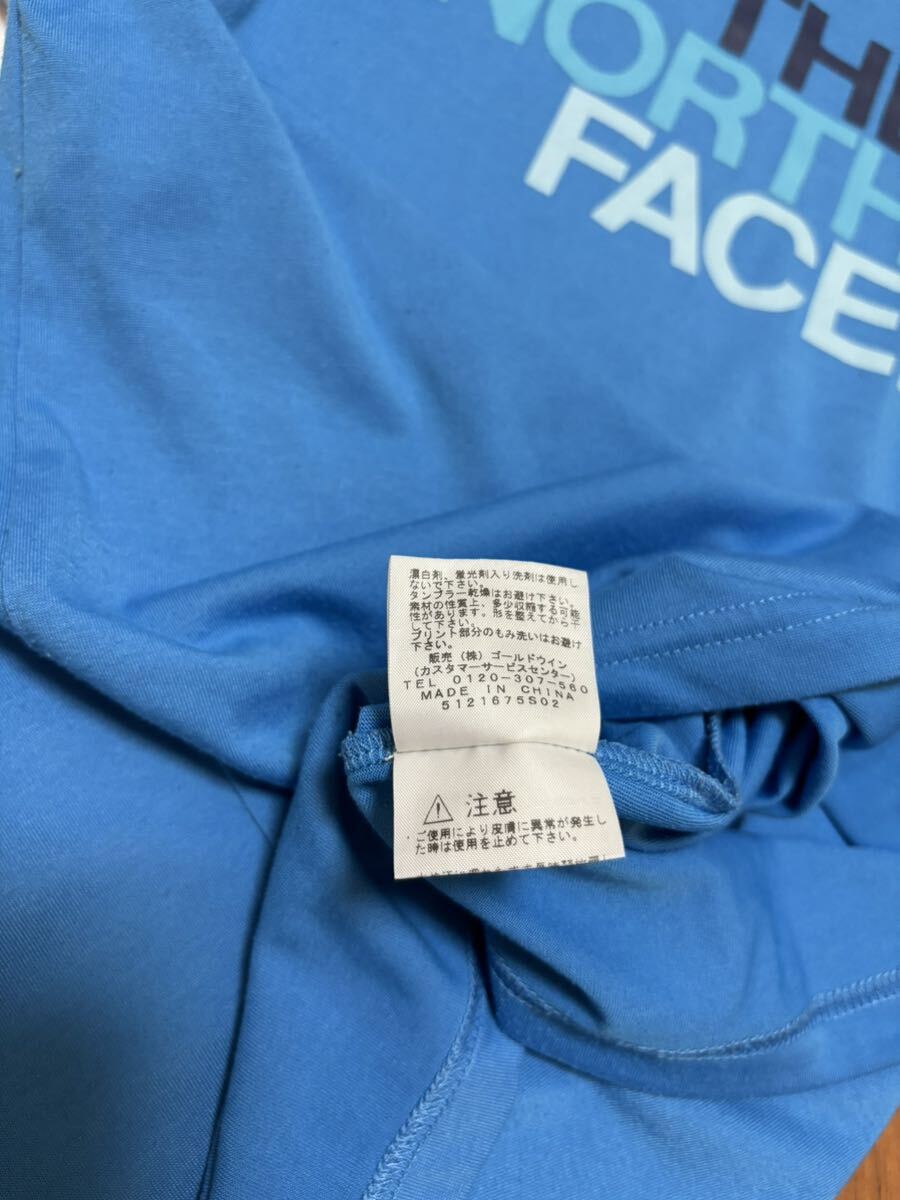 THE
NORTH
FACE
漂白剤、蛍光剤入り洗剤は使用し
ないで下さい。
タンブラー乾燥はお避け下さい。
素材の性質上、多少収縮する可能
性があります。形を整えてから干
して下さい。
プリント部分のもみ洗いはお避け
下さい。
販売 (株) ゴールドウイン
(カスタマーサービスセンター)
TEL 0120-307-560
MADE IN CHINA
5121675S02
注意
ご使用により皮膚に異常が発生し
た時は使用を止めて下さい。